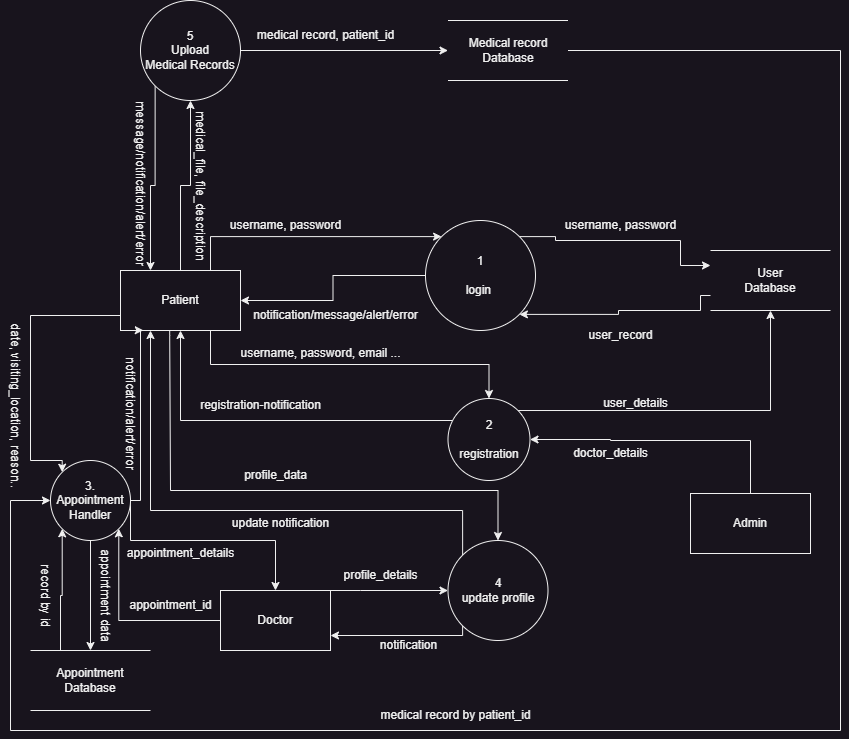 5
Upload
Medical Records
medical record, patient_id
Medical record
Database
message/notification/alert/error
medical_file, file_description
username, password
1
login
username, password
User
Database
Patient
notification/message/alert/error
user_record
date, visiting_location, reason..
notification/alert/error
username, password, email ...
registration-notification
2
registration
user_details
doctor_details
Admin
profile_data
3.
Appointment
Handler
update notification
appointment_details
record by id
appointment data
appointment_id
Doctor
profile_details
4
update profile
notification
Appointment
Database
medical record by patient_id